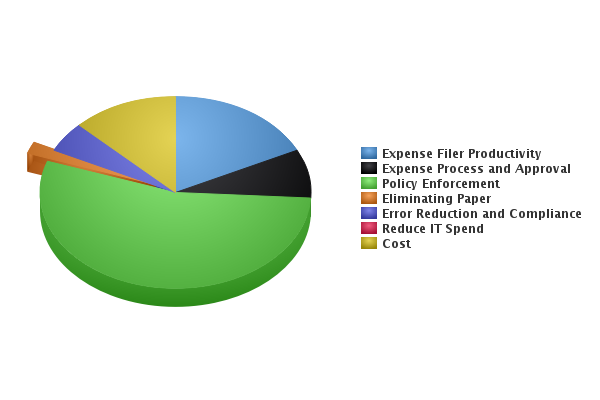 Expense Filer Productivity
Expense Process and Approval
Policy Enforcement
Eliminating Paper
Error Reduction and Compliance
Reduce IT Spend
Cost